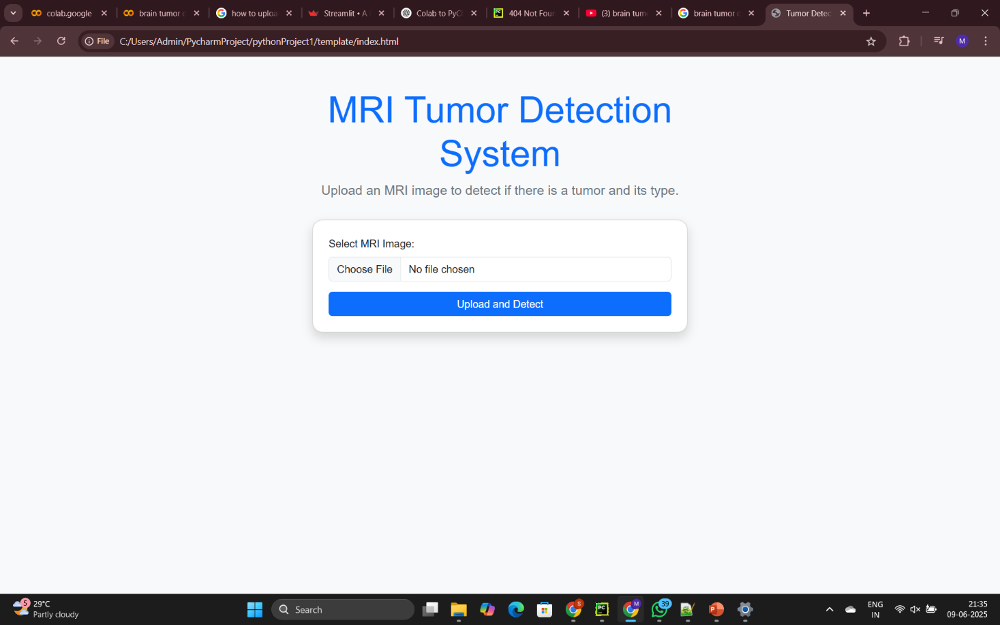 colab.google
brain tumor c
how to uploa
Streamlit • A
Colab to PyCl
404 Not Four
(3) brain tum
brain tumor c
Tumor Detec
File
C:/Users/Admin/PycharmProject/pythonProject1/template/index.html
M
MRI Tumor Detection
System
Upload an MRI image to detect if there is a tumor and its type.
Select MRI Image:
Choose File
No file chosen
Upload and Detect
5
29°C
Partly cloudy
Search
S
PC
M
39
P
ENG
IN
21:35
09-06-2025